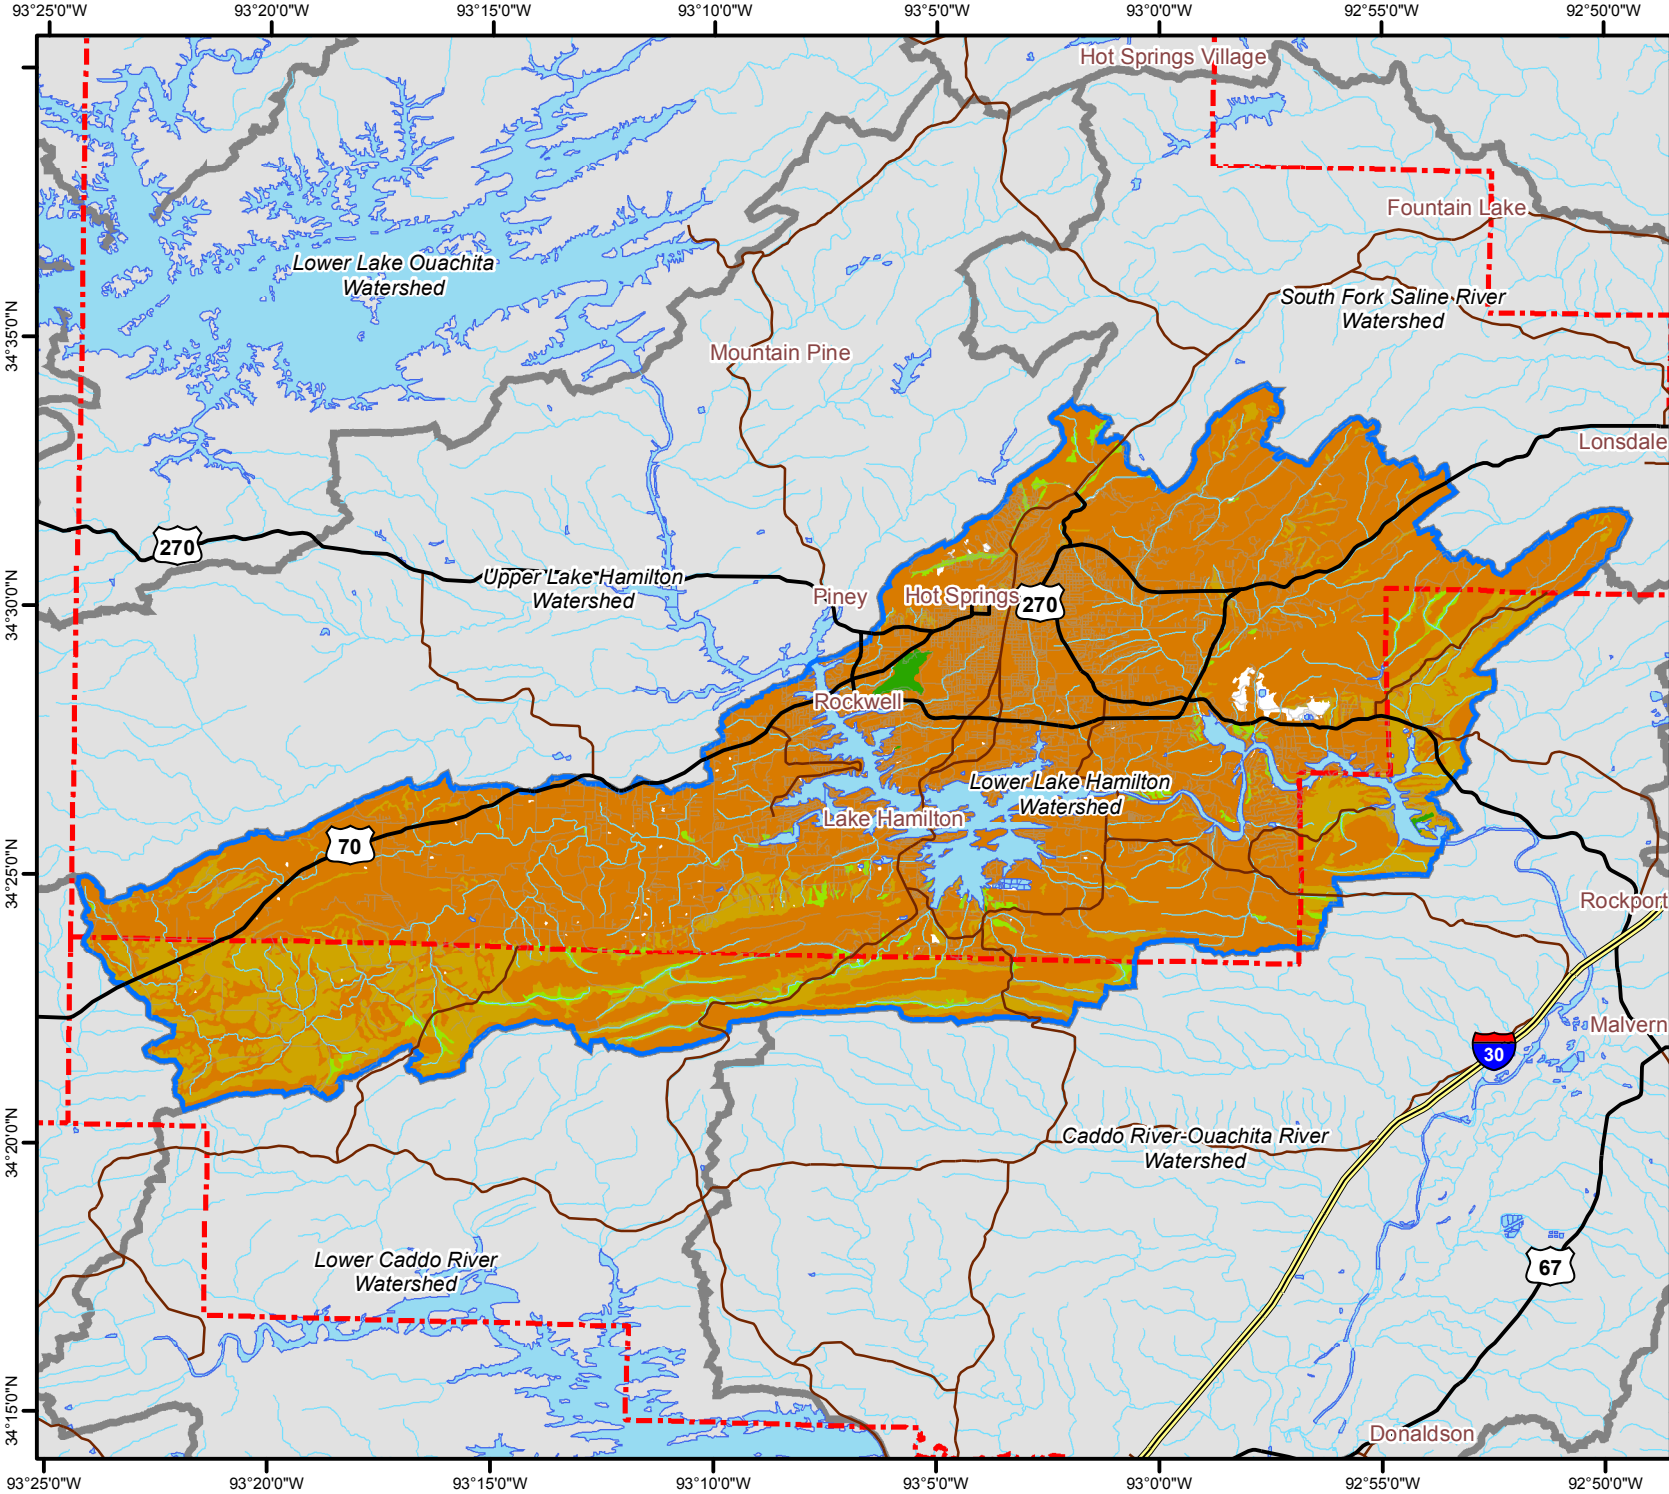 93°25'0"W
93°20'0"W
93°15'0"W
93°10'0"W
93°5'0"W
93°0'0"W
92°55'0"W
92°50'0"W
Hot Springs Village
Fountain Lake
Lower Lake Ouachita
Watershed
South Fork Saline River
Watershed
34°35'0"N
Mountain Pine
Lonsdale
270
Upper Lake Hamilton
Watershed
34°30'0"N
Piney
Hot Springs
270
Rockwell
Lower Lake Hamilton
Watershed
Lake Hamilton
70
34°25'0"N
Rockport
Malvern
30
34°20'0"N
Caddo River-Ouachita River
Watershed
Lower Caddo River
Watershed
67
34°15'0"N
Donaldson
93°25'0"W
93°20'0"W
93°15'0"W
93°10'0"W
93°5'0"W
93°0'0"W
92°55'0"W
92°50'0"W